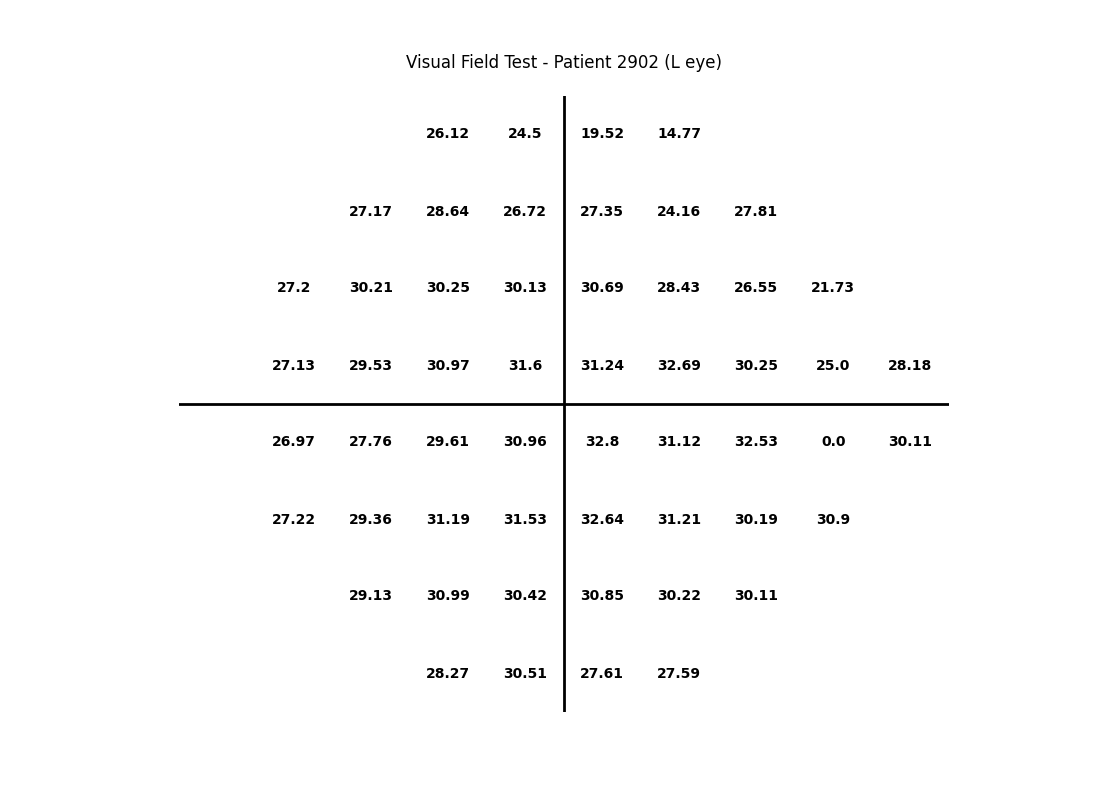 Visual Field Test - Patient 2902 (L eye)
26.12 24.5 19.52 14.77
27.17 28.64 26.72 27.35 24.16 27.81
27.2 30.21 30.25 30.13 30.69 28.43 26.55 21.73
27.13 29.53 30.97 31.6 31.24 32.69 30.25 25.0 28.18
26.97 27.76 29.61 30.96 32.8 31.12 32.53 0.0 30.11
27.22 29.36 31.19 31.53 32.64 31.21 30.19 30.9
29.13 30.99 30.42 30.85 30.22 30.11
28.27 30.51 27.61 27.59